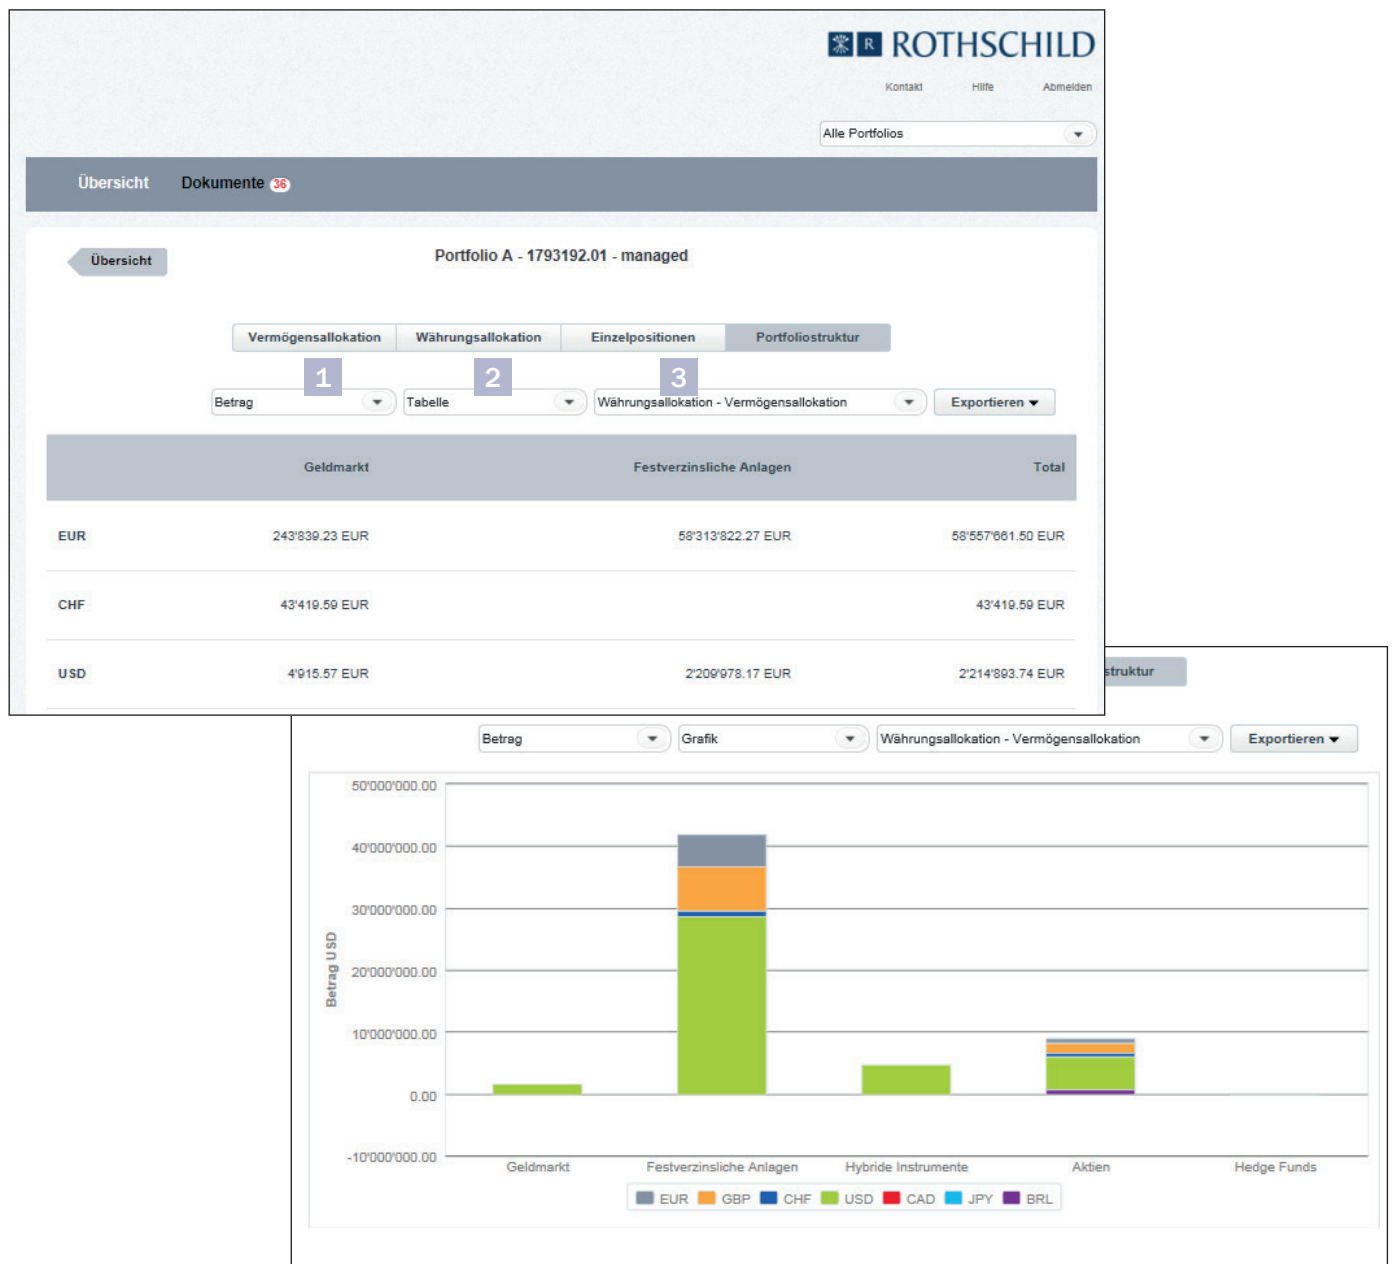 R ROTHSCHILD
Kontakt Hilfe Abmelden
Alle Portfolios
Übersicht Dokumente 36
Übersicht Portfolio A - 1793192.01 - managed
Vermögensallokation Währungsallokation Einzelpositionen Portfoliostruktur
1 2 3
Betrag Tabelle Währungsallokation - Vermögensallokation Exportieren
Geldmarkt Festverzinsliche Anlagen Total
EUR 243'839.23 EUR 58'313'822.27 EUR 58'557'661.50 EUR
CHF 43'419.59 EUR 43'419.59 EUR
USD 4'915.57 EUR 2'209'978.17 EUR 2'214'893.74 EUR
struktur
Betrag Grafik Währungsallokation - Vermögensallokation Exportieren
50'000'000.00
40'000'000.00
30'000'000.00
20'000'000.00
10'000'000.00
0.00
-10'000'000.00
Betrag USD
Geldmarkt Festverzinsliche Anlagen Hybride Instrumente Aktien Hedge Funds
EUR GBP CHF USD CAD JPY BRL